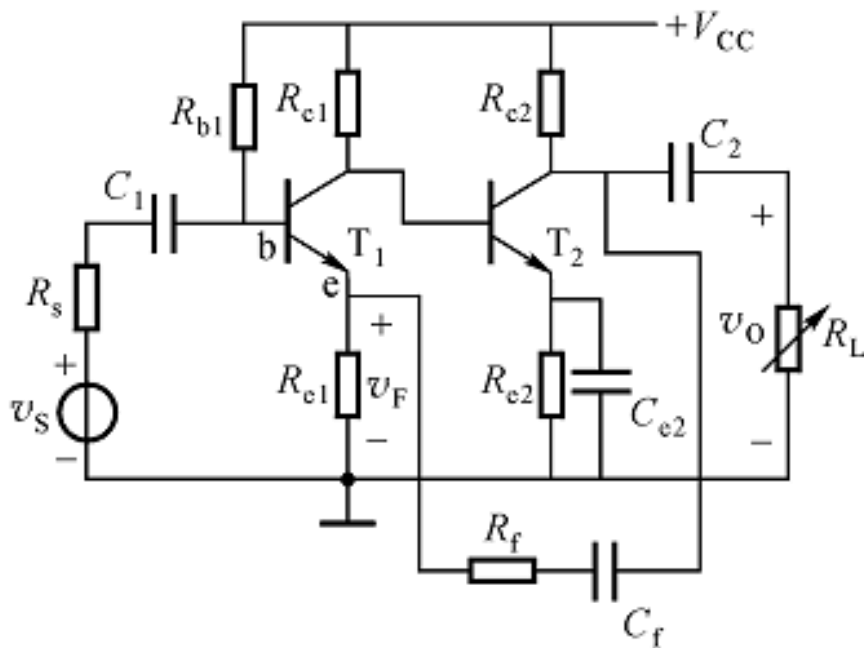 +V_CC
R_b1
R_c1
R_c2
C_2
C_1
b
T_1
T_2
+
e
R_s
+
v_O
R_L
+
R_e1
v_F
R_e2
v_S
C_e2
−
−
−
R_f
C_f